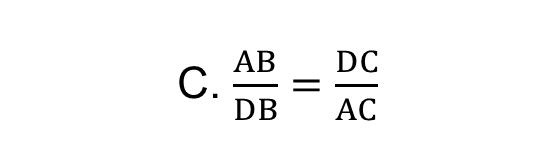 C. AB/DB = DC/AC